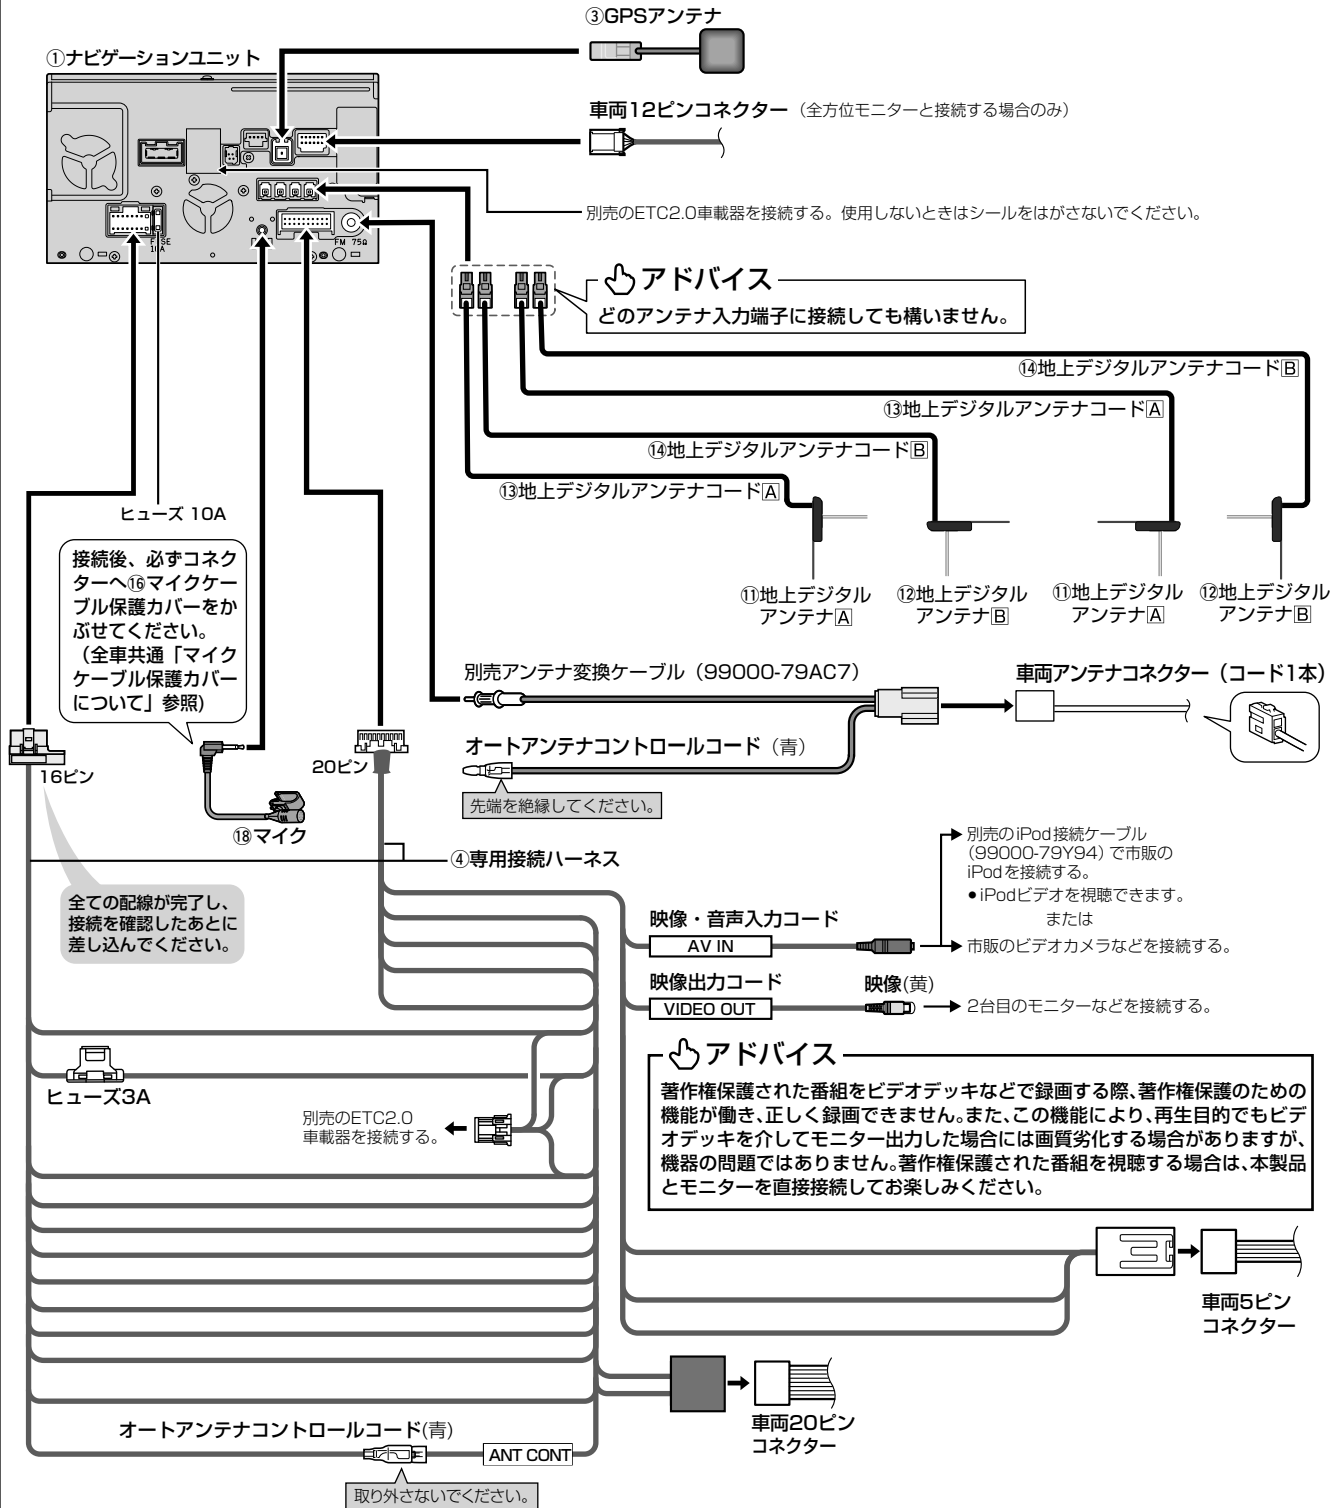 ③GPSアンテナ
①ナビゲーションユニット
車両12ピンコネクター（全方位モニターと接続する場合のみ）
別売のETC2.0車載器を接続する。使用しないときはシールをはがさないでください。
FM 75Ω
10A
アドバイス
どのアンテナ入力端子に接続しても構いません。
⑭地上デジタルアンテナコードB
⑬地上デジタルアンテナコードA
⑭地上デジタルアンテナコードB
⑬地上デジタルアンテナコードA
ヒューズ 10A
接続後、必ずコネク
ターへ⑯マイクケー
ブル保護カバーをか
ぶせてください。
（全車共通「マイク
ケーブル保護カバー
について」参照)
⑪地上デジタル
アンテナA
⑫地上デジタル
アンテナB
⑪地上デジタル
アンテナA
⑫地上デジタル
アンテナB
別売アンテナ変換ケーブル（99000-79AC7）
車両アンテナコネクター（コード1本）
オートアンテナコントロールコード（青）
先端を絶縁してください。
16ピン
20ピン
⑱マイク
④専用接続ハーネス
全ての配線が完了し、
接続を確認したあとに
差し込んでください。
別売のiPod接続ケーブル
（99000-79Y94）で市販の
iPodを接続する。
●iPodビデオを視聴できます。
または
市販のビデオカメラなどを接続する。
映像・音声入力コード
AV IN
映像出力コード
VIDEO OUT
映像(黄)
2台目のモニターなどを接続する。
アドバイス
著作権保護された番組をビデオデッキなどで録画する際、著作権保護のための
機能が働き、正しく録画できません。また、この機能により、再生目的でもビデ
オデッキを介してモニター出力した場合には画質劣化する場合がありますが、
機器の問題ではありません。著作権保護された番組を視聴する場合は、本製品
とモニターを直接接続してお楽しみください。
ヒューズ3A
別売のETC2.0
車載器を接続する。
車両5ピン
コネクター
車両20ピン
コネクター
オートアンテナコントロールコード(青)
ANT CONT
取り外さないでください。